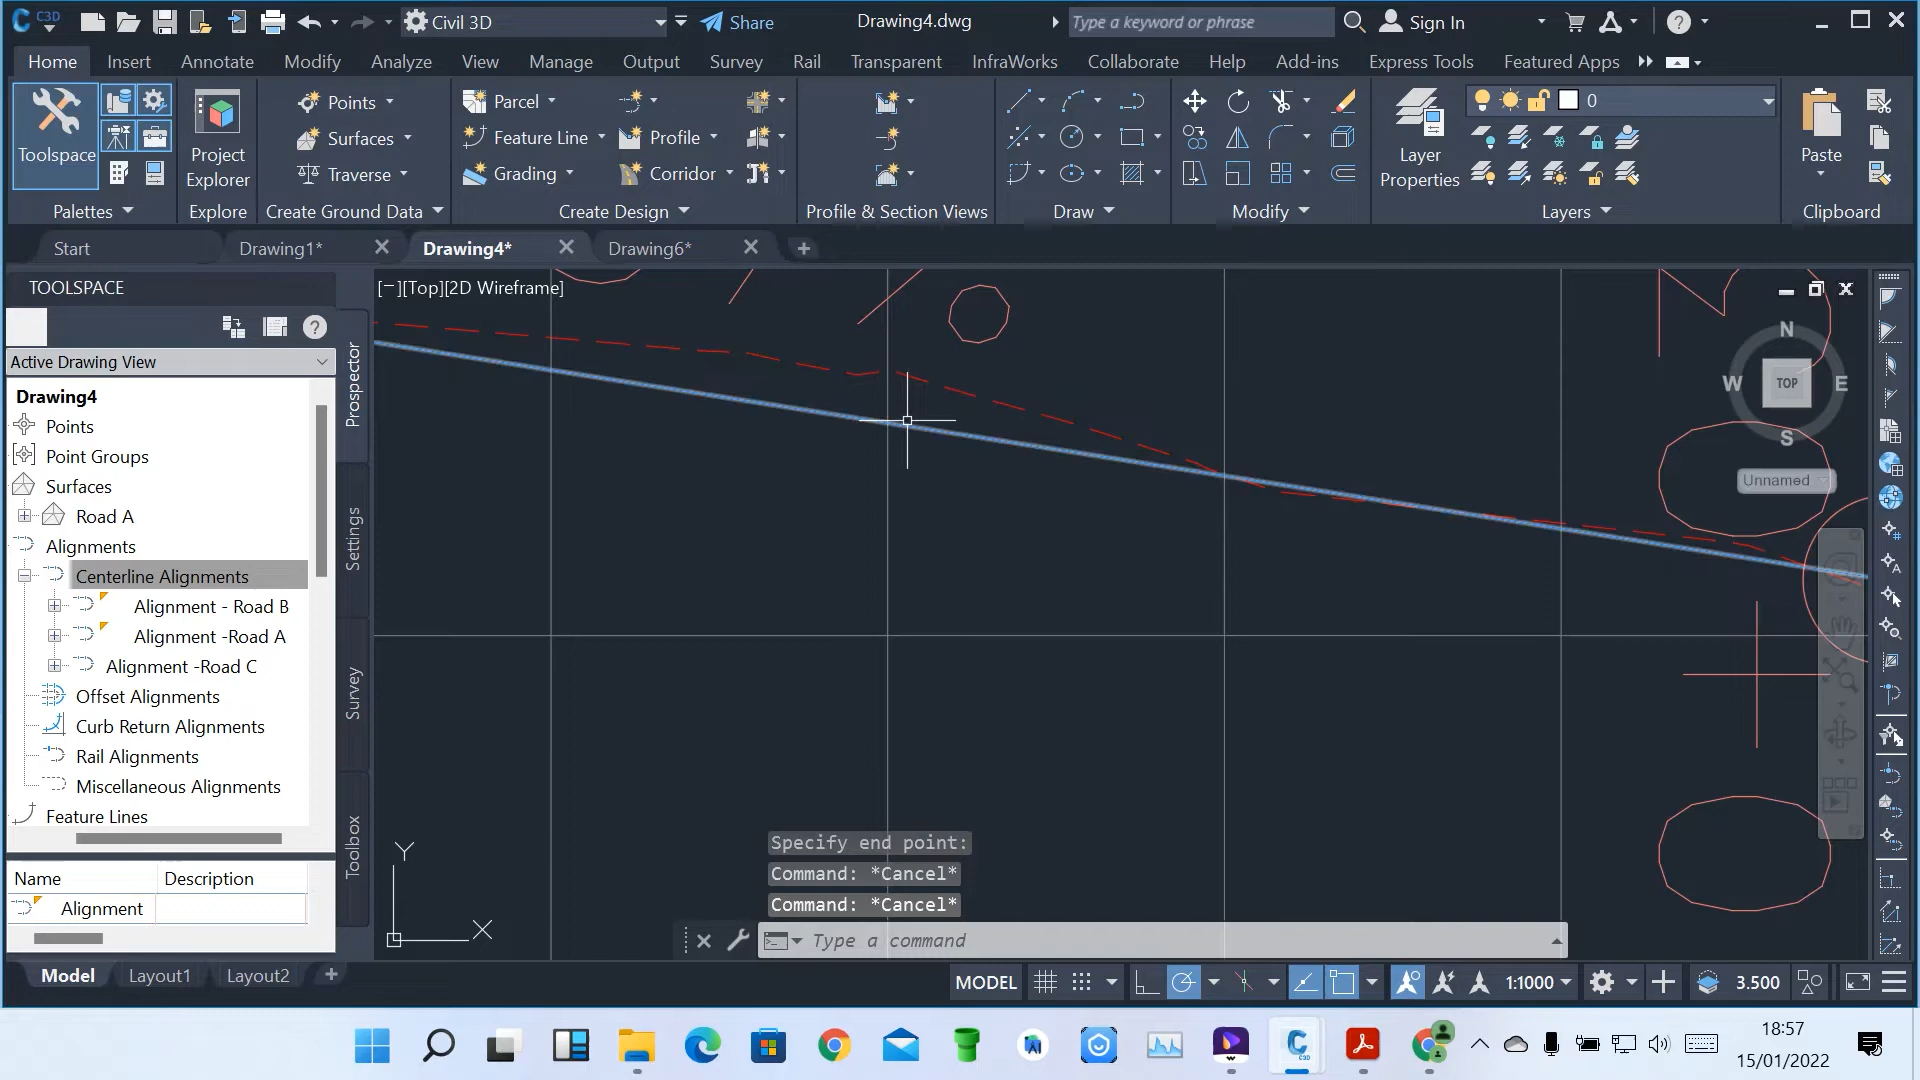 C3D Civil 3D Share Drawing4.dwg Type a keyword or phrase Sign In
Home Insert Annotate Modify Analyze View Manage Output Survey Rail Transparent InfraWorks Collaborate Help Add-ins Express Tools Featured Apps
Toolspace
Palettes
Project
Explorer
Explore
Points
Surfaces
Traverse
Create Ground Data
Parcel
Feature Line
Profile
Grading
Corridor
Create Design
Profile & Section Views
Draw
Modify
Layer
Properties
0
Layers
Paste
Clipboard
Start Drawing1* Drawing4* Drawing6*
TOOLSPACE
Active Drawing View
Drawing4
Points
Point Groups
Surfaces
Road A
Alignments
Centerline Alignments
Alignment - Road B
Alignment -Road A
Alignment -Road C
Offset Alignments
Curb Return Alignments
Rail Alignments
Miscellaneous Alignments
Feature Lines
Name Description
Alignment
Prospector
Settings
Survey
Toolbox
[−][Top][2D Wireframe]
N
W TOP E
S
Unnamed
Y
X
Specify end point:
Command: *Cancel*
Command: *Cancel*
Type a command
Model Layout1 Layout2
MODEL 1:1000 3.500
18:57
15/01/2022